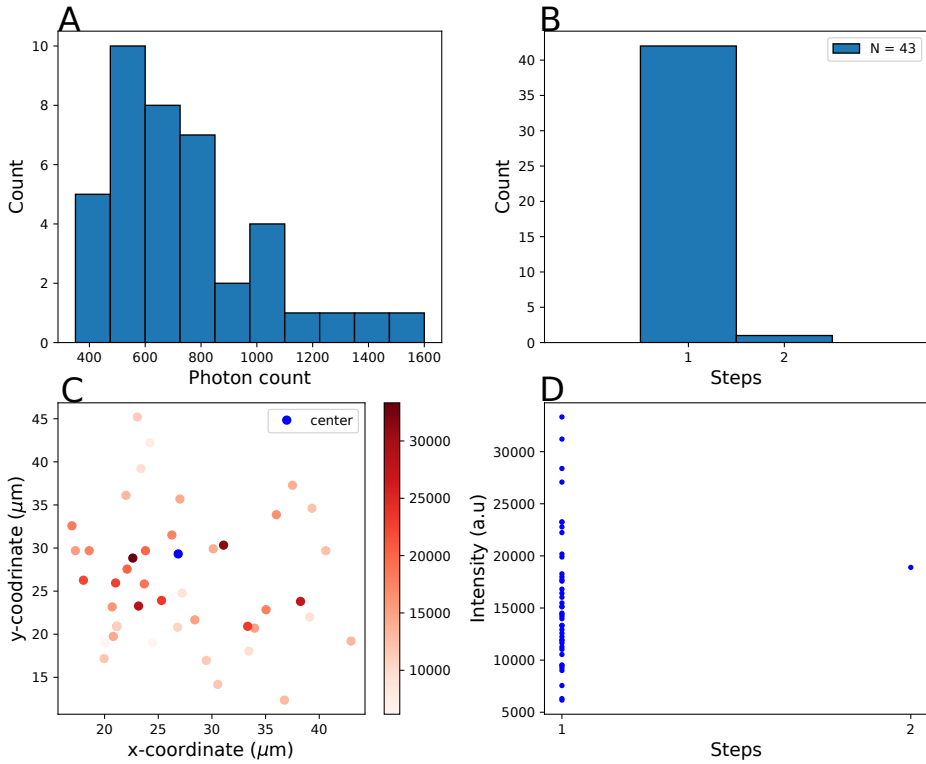 A
10
8
6
4
2
0
Count
400 600 800 1000 1200 1400 1600
Photon count
B
N = 43
40
35
30
25
20
15
10
5
0
Count
1 2
Steps
C
center
45
40
35
30
25
20
15
y-coodrinate (μm)
20 25 30 35 40
x-coordinate (μm)
30000
25000
20000
15000
10000
D
30000
25000
20000
15000
10000
5000
Intensity (a.u)
1 2
Steps